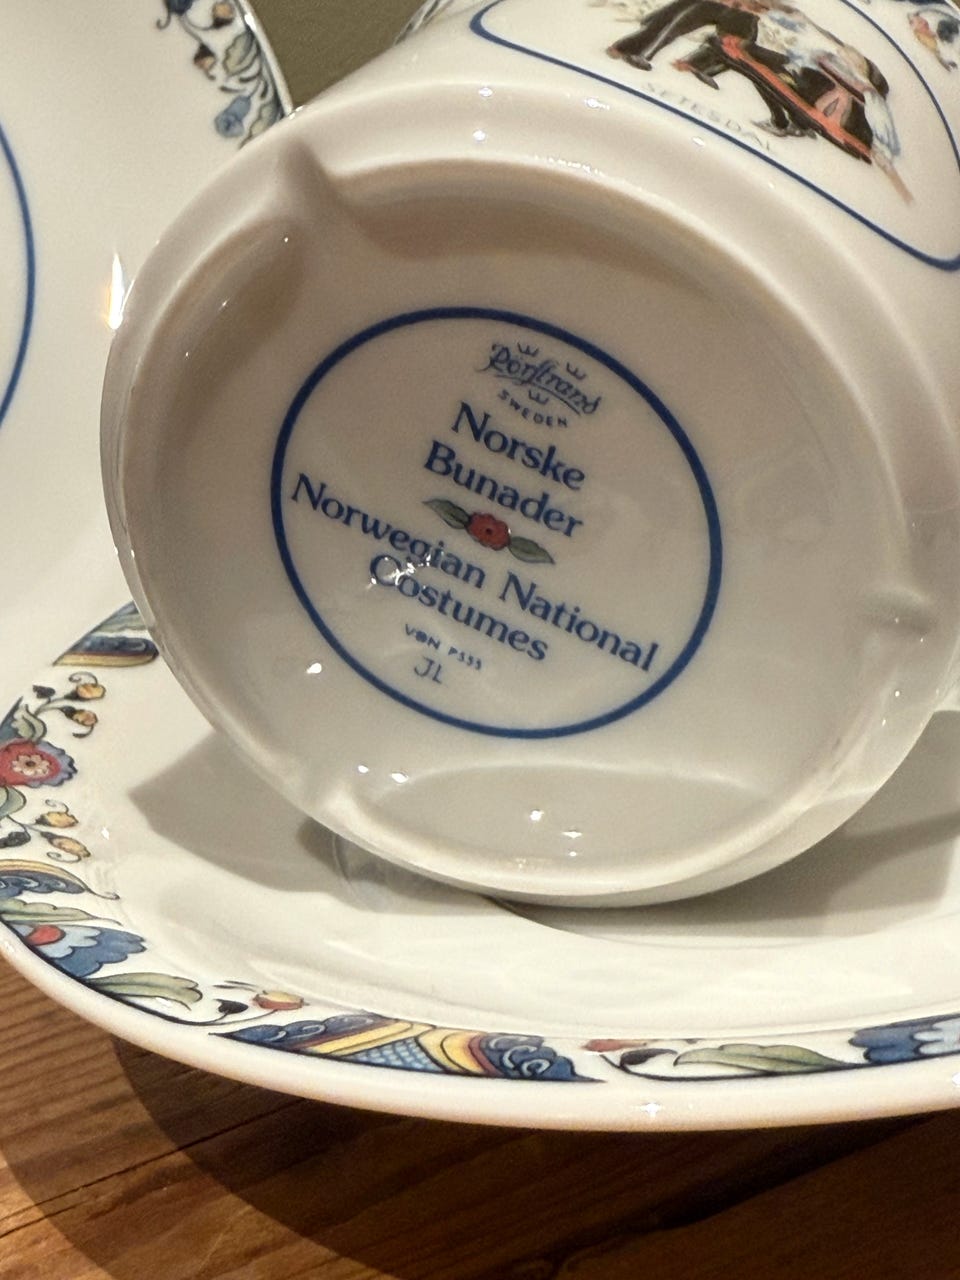 SETESDAL
Rörstrand
SWEDEN
Norske
Bunader
Norwegian National
Costumes
JL